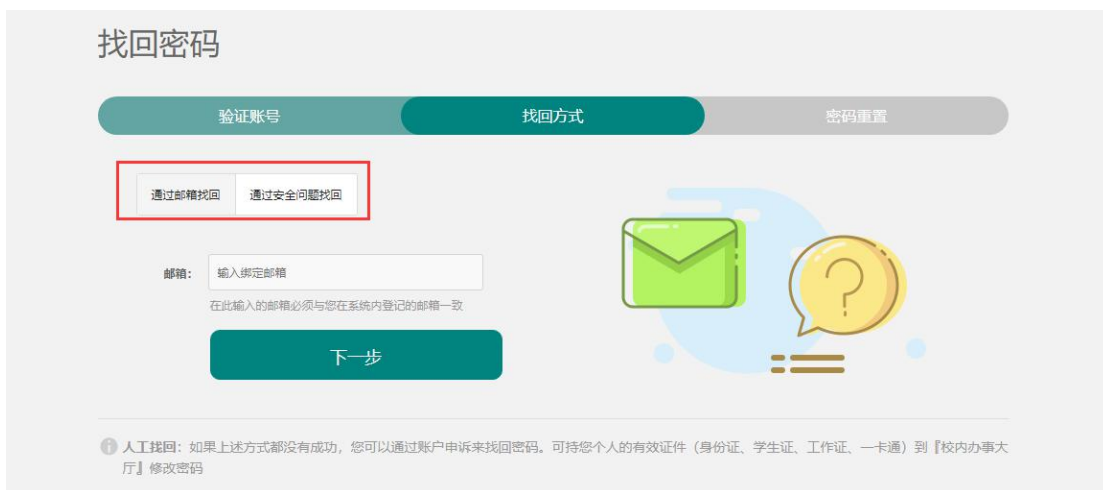 找回密码
验证账号
找回方式
密码重置
通过邮箱找回
通过安全问题找回
邮箱：
输入绑定邮箱
在此输入的邮箱必须与您在系统内登记的邮箱一致
下一步
人工找回：如果上述方式都没有成功，您可以通过账户申诉来找回密码。可持您个人的有效证件（身份证、学生证、工作证、一卡通）到『校内办事大
厅』修改密码